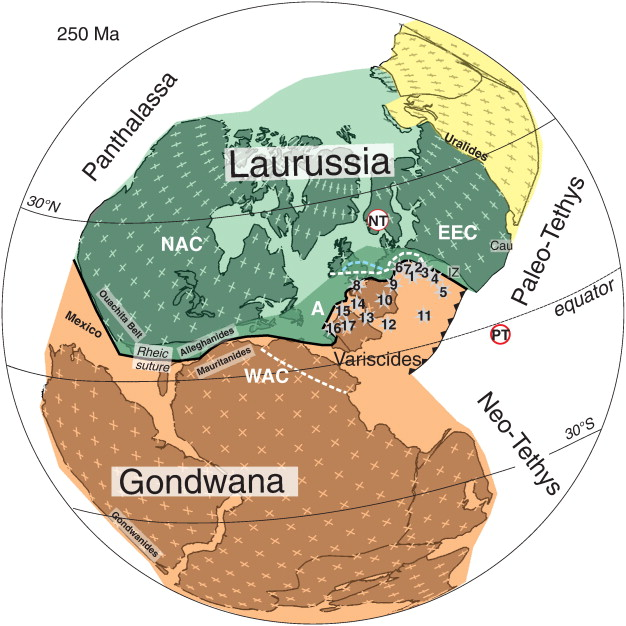 250 Ma
Panthalassa
Laurussia
Uralides
30°N
NT
NAC
EEC
Cau
Paleo-Tethys
equator
IZ
6 7 1 2 3 4 5
8 9
10
11
12
13
14
15
16 17
A
PT
Mexico
Ouachita Belt
Rheic
suture
Alleghanides
Mauritanides
Variscides
WAC
Neo-Tethys
30°S
Gondwana
Gondwanides